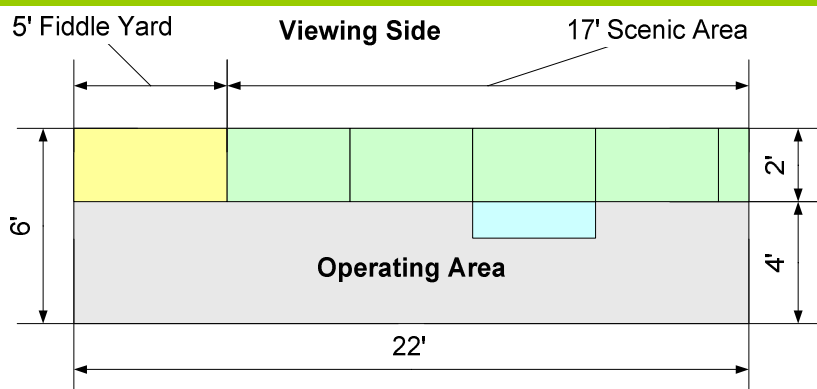 5' Fiddle Yard
Viewing Side
17' Scenic Area
6'
2'
Operating Area
4'
22'